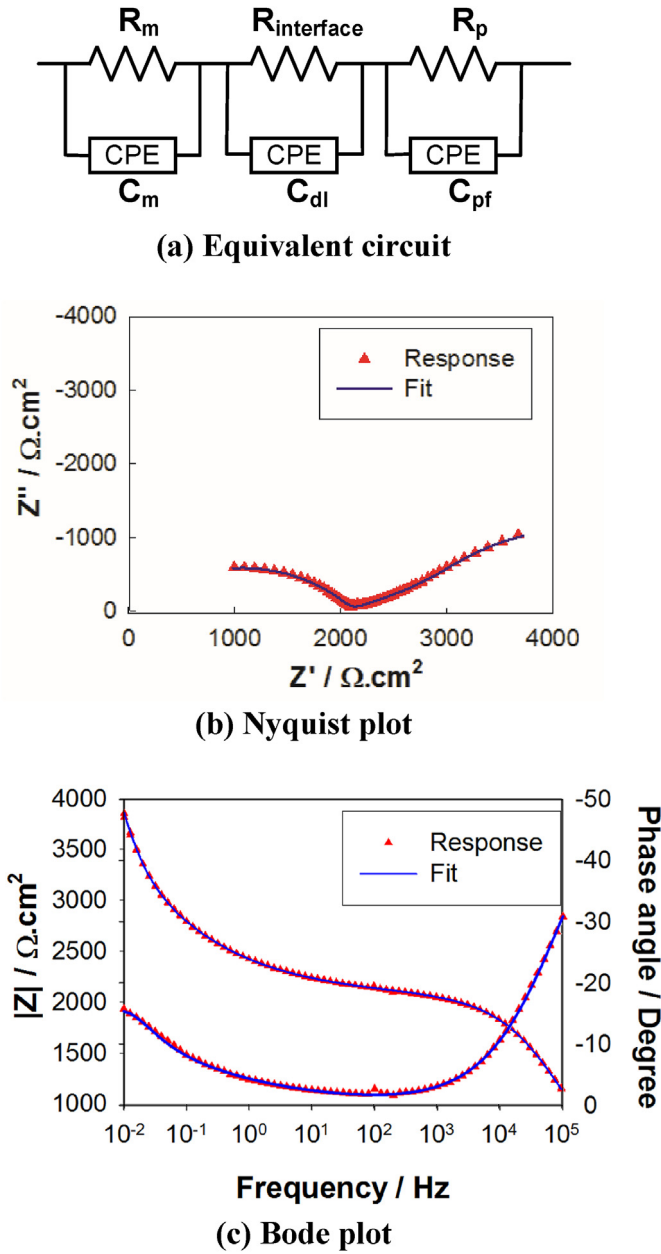 Rm Rinterface Rp
CPE CPE CPE
Cm Cdl Cpf
(a) Equivalent circuit
-4000
-3000
-2000
-1000
0
Z'' / Ω.cm²
Response
Fit
0 1000 2000 3000 4000
Z' / Ω.cm²
(b) Nyquist plot
4000
3500
3000
2500
2000
1500
1000
|Z| / Ω.cm²
Response
Fit
-50
-40
-30
-20
-10
0
Phase angle / Degree
10⁻² 10⁻¹ 10⁰ 10¹ 10² 10³ 10⁴ 10⁵
Frequency / Hz
(c) Bode plot